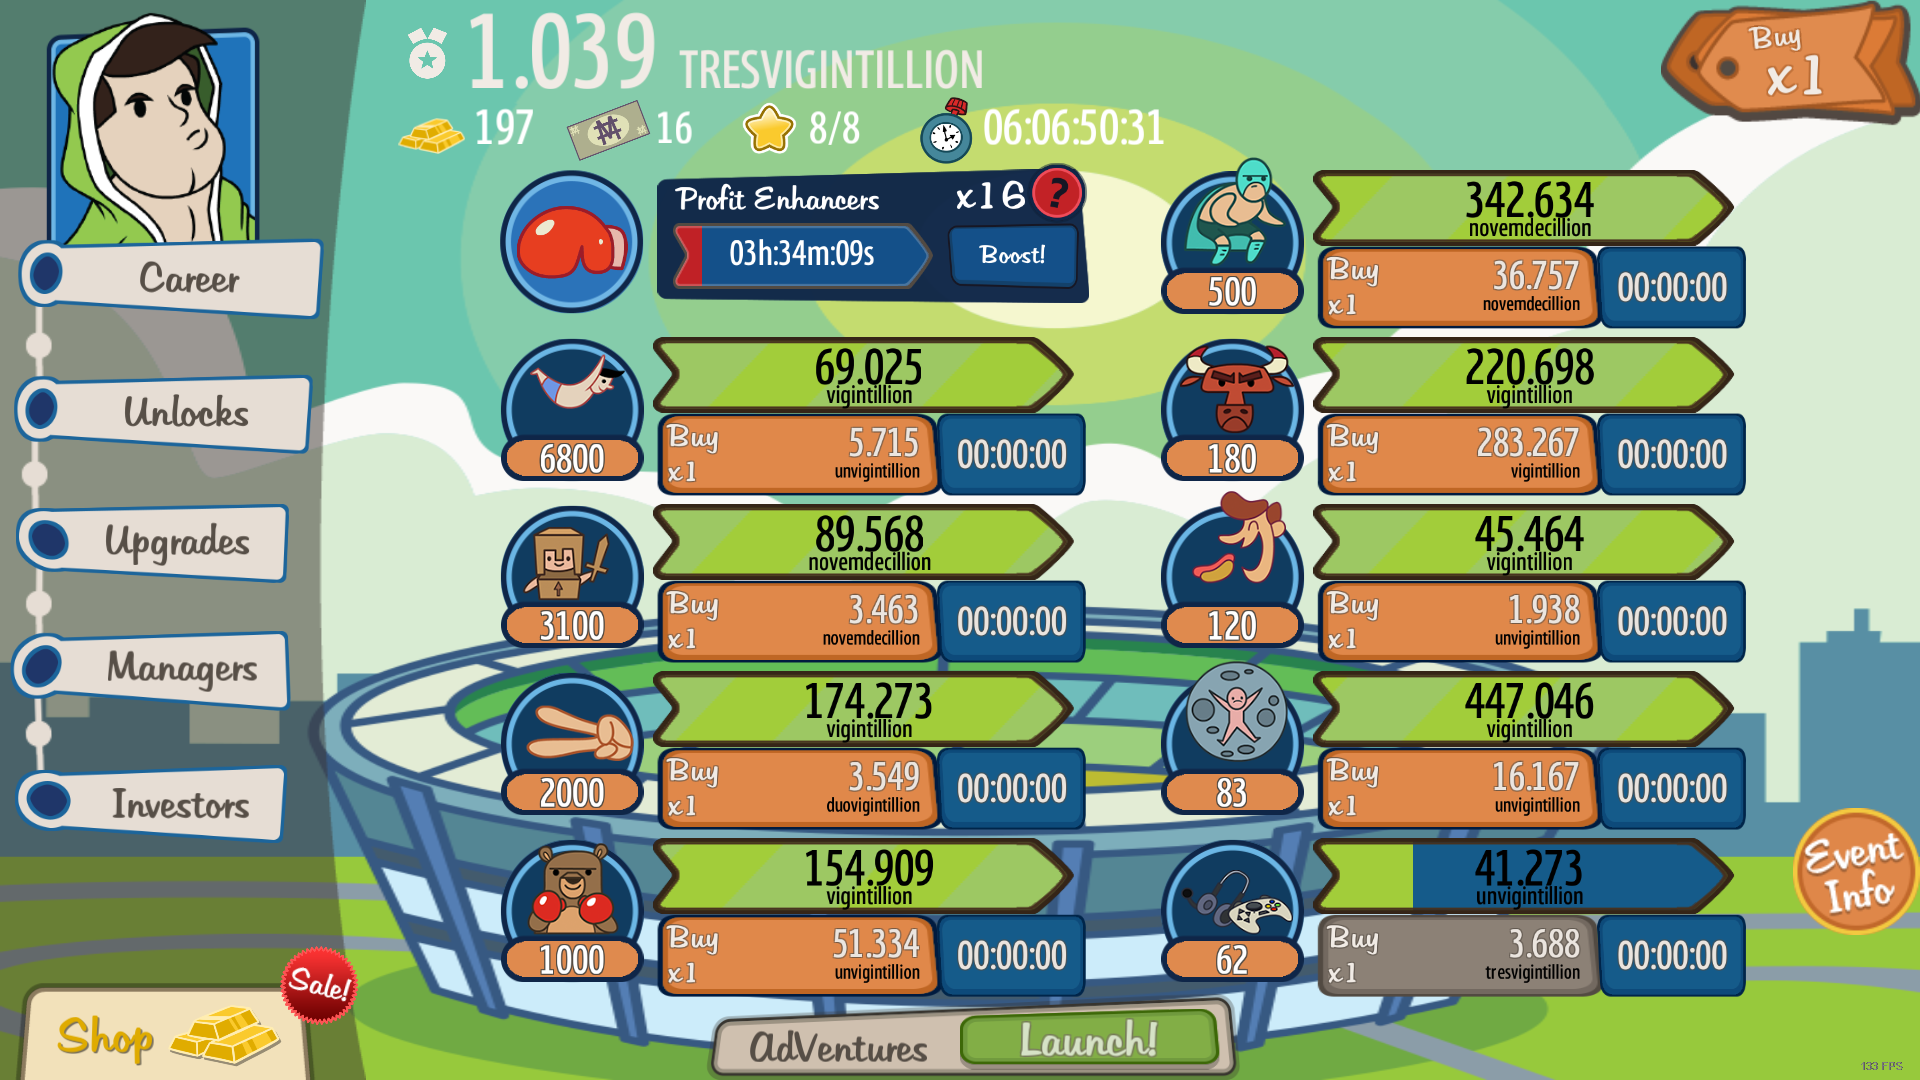 1.039 TRESVIGINTILLION
197 16 8/8 06:06:50:31
Buy
x1
Career
Unlocks
Upgrades
Managers
Investors
Shop
Sale!
Profit Enhancers x16 ?
03h:34m:09s Boost!
6800
69.025
vigintillion
Buy
x1
5.715
unvigintillion
00:00:00
3100
89.568
novemdecillion
Buy
x1
3.463
novemdecillion
00:00:00
2000
174.273
vigintillion
Buy
x1
3.549
duovigintillion
00:00:00
1000
154.909
vigintillion
Buy
x1
51.334
unvigintillion
00:00:00
500
342.634
novemdecillion
Buy
x1
36.757
novemdecillion
00:00:00
180
220.698
vigintillion
Buy
x1
283.267
vigintillion
00:00:00
120
45.464
vigintillion
Buy
x1
1.938
unvigintillion
00:00:00
83
447.046
vigintillion
Buy
x1
16.167
unvigintillion
00:00:00
62
41.273
unvigintillion
Buy
x1
3.688
tresvigintillion
00:00:00
Event
Info
adVentures Launch!
133 FPS